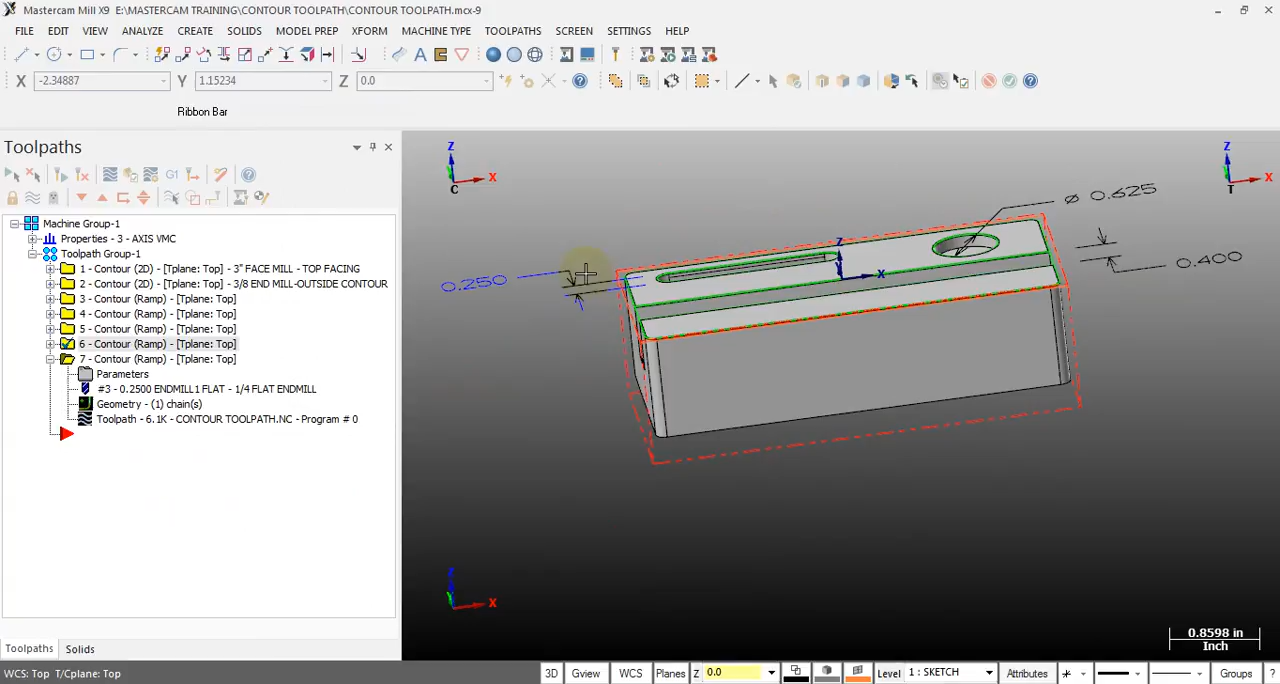 Mastercam Mill X9 E:\MASTERCAM TRAINING\CONTOUR TOOLPATH\CONTOUR TOOLPATH.mcx-9
FILE EDIT VIEW ANALYZE CREATE SOLIDS MODEL PREP XFORM MACHINE TYPE TOOLPATHS SCREEN SETTINGS HELP
X -2.34887 Y 1.15234 Z 0.0
Ribbon Bar
Toolpaths
G1
Machine Group-1
Properties - 3 - AXIS VMC
Toolpath Group-1
1 - Contour (2D) - [Tplane: Top] - 3" FACE MILL - TOP FACING
2 - Contour (2D) - [Tplane: Top] - 3/8 END MILL-OUTSIDE CONTOUR
3 - Contour (Ramp) - [Tplane: Top]
4 - Contour (Ramp) - [Tplane: Top]
5 - Contour (Ramp) - [Tplane: Top]
6 - Contour (Ramp) - [Tplane: Top]
7 - Contour (Ramp) - [Tplane: Top]
Parameters
#3 - 0.2500 ENDMILL1 FLAT - 1/4 FLAT ENDMILL
Geometry - (1) chain(s)
Toolpath - 6.1K - CONTOUR TOOLPATH.NC - Program # 0
Z
X
C
Z
X
T
Ø 0.625
0.400
0.250
Z
X
Z
X
0.8598 in
Inch
Toolpaths Solids
WCS: Top T/Cplane: Top
3D Gview WCS Planes Z 0.0 Level 1 : SKETCH Attributes Groups ?